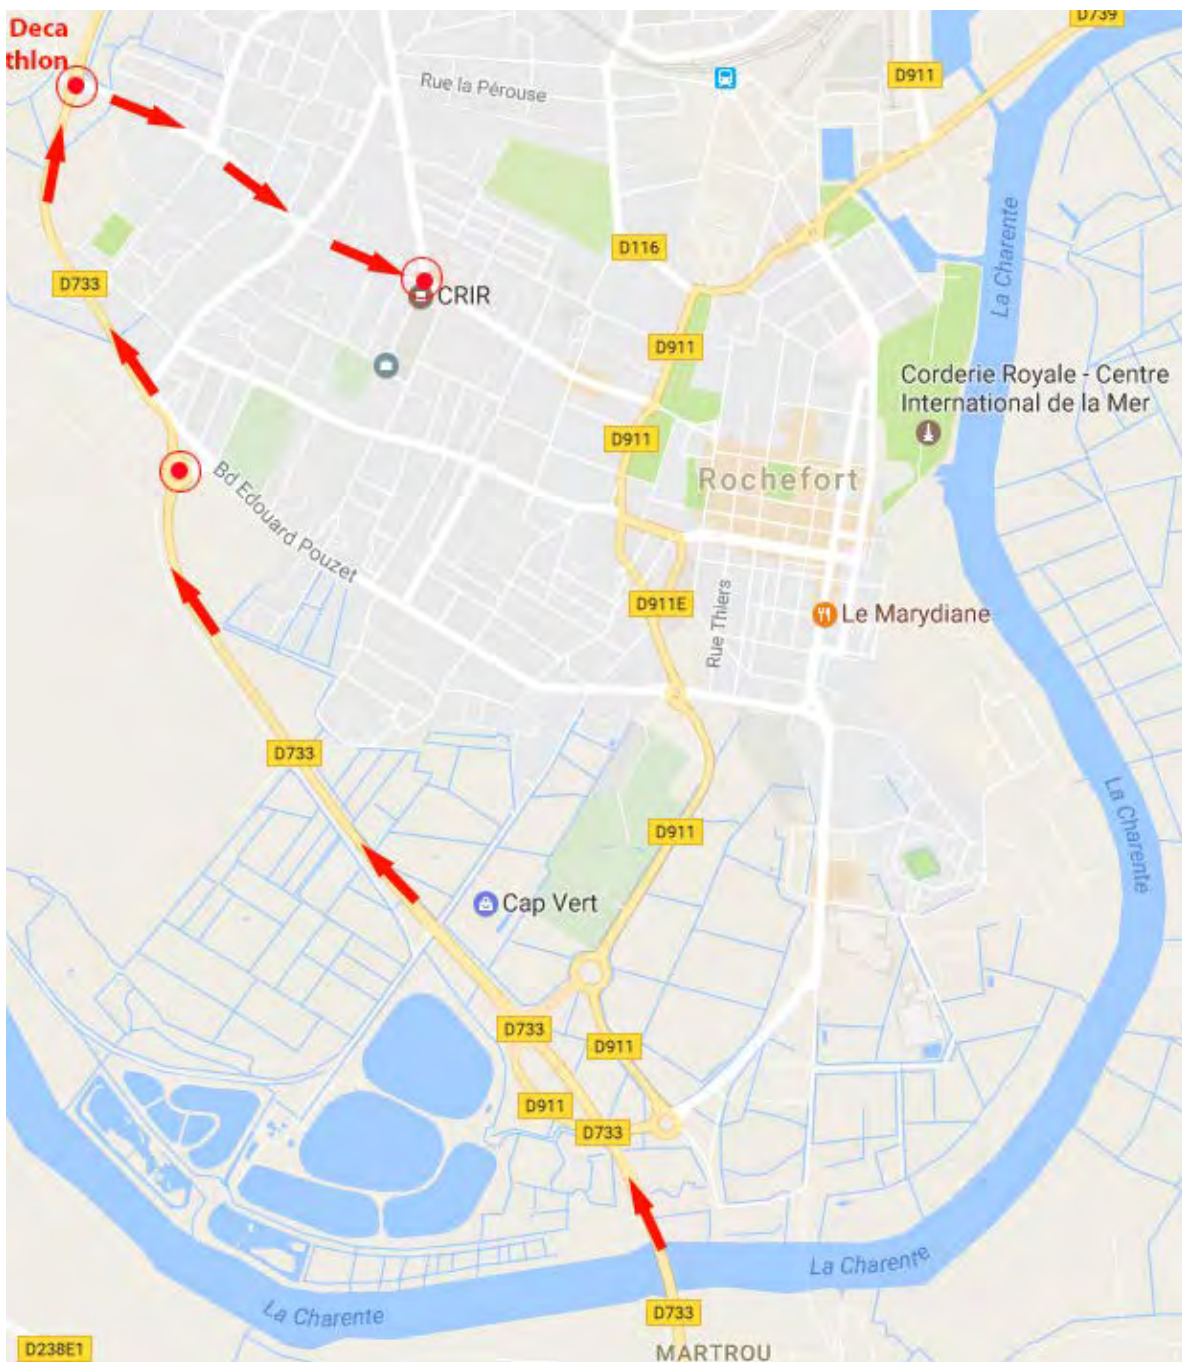 Deca
thlon
D739
D911
Rue la Pérouse
La Charente
D116
D733
CRIR
D911
Corderie Royale - Centre
International de la Mer
D911
Rochefort
Bd Edouard Pouzet
D911E
Rue Thiers
Le Marydiane
D733
La Charente
D911
Cap Vert
D733
D911
D911
D733
La Charente
La Charente
D733
D238E1
MARTROU